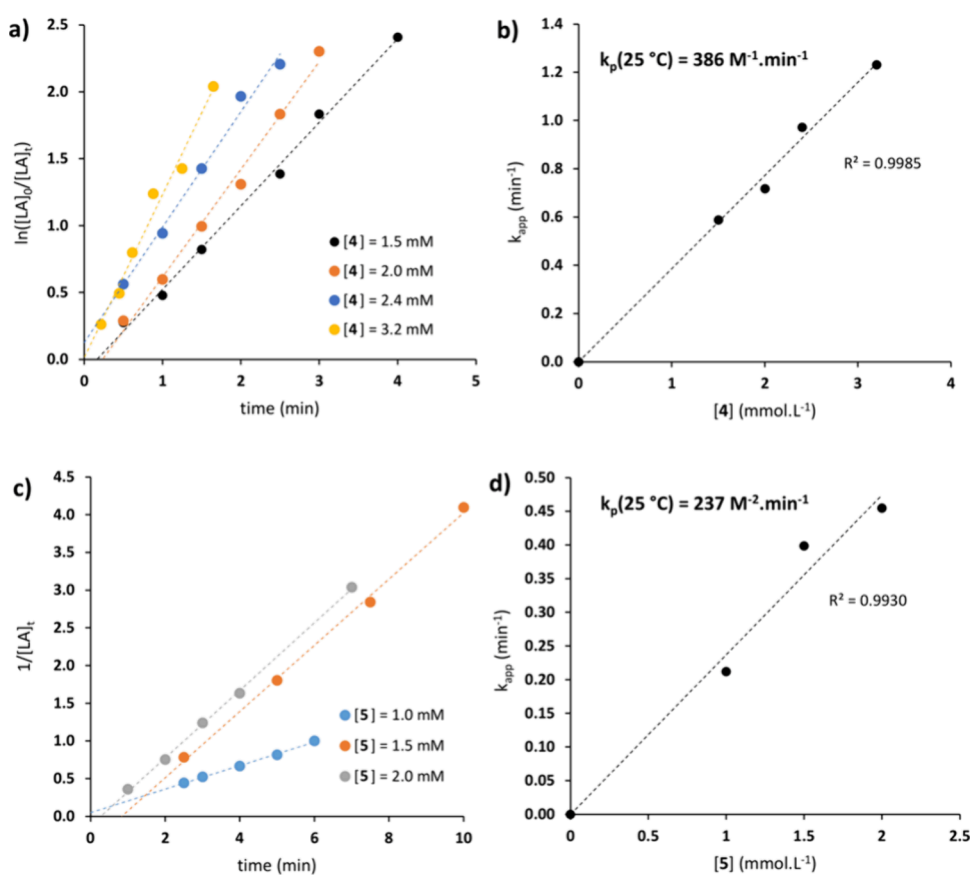 a)
ln([LA]₀/[LA]ₜ)
2.5
2.0
1.5
1.0
0.5
0.0
0
1
2
3
4
5
time (min)
[4] = 1.5 mM
[4] = 2.0 mM
[4] = 2.4 mM
[4] = 3.2 mM
b)
kₚ(25 °C) = 386 M⁻¹.min⁻¹
R² = 0.9985
k_app (min⁻¹)
1.4
1.2
1.0
0.8
0.6
0.4
0.2
0.0
0
1
2
3
4
[4] (mmol.L⁻¹)
c)
1/[LA]ₜ
4.5
4.0
3.5
3.0
2.5
2.0
1.5
1.0
0.5
0.0
0
2
4
6
8
10
time (min)
[5] = 1.0 mM
[5] = 1.5 mM
[5] = 2.0 mM
d)
kₚ(25 °C) = 237 M⁻².min⁻¹
R² = 0.9930
k_app (min⁻¹)
0.50
0.45
0.40
0.35
0.30
0.25
0.20
0.15
0.10
0.05
0.00
0
0.5
1
1.5
2
2.5
[5] (mmol.L⁻¹)